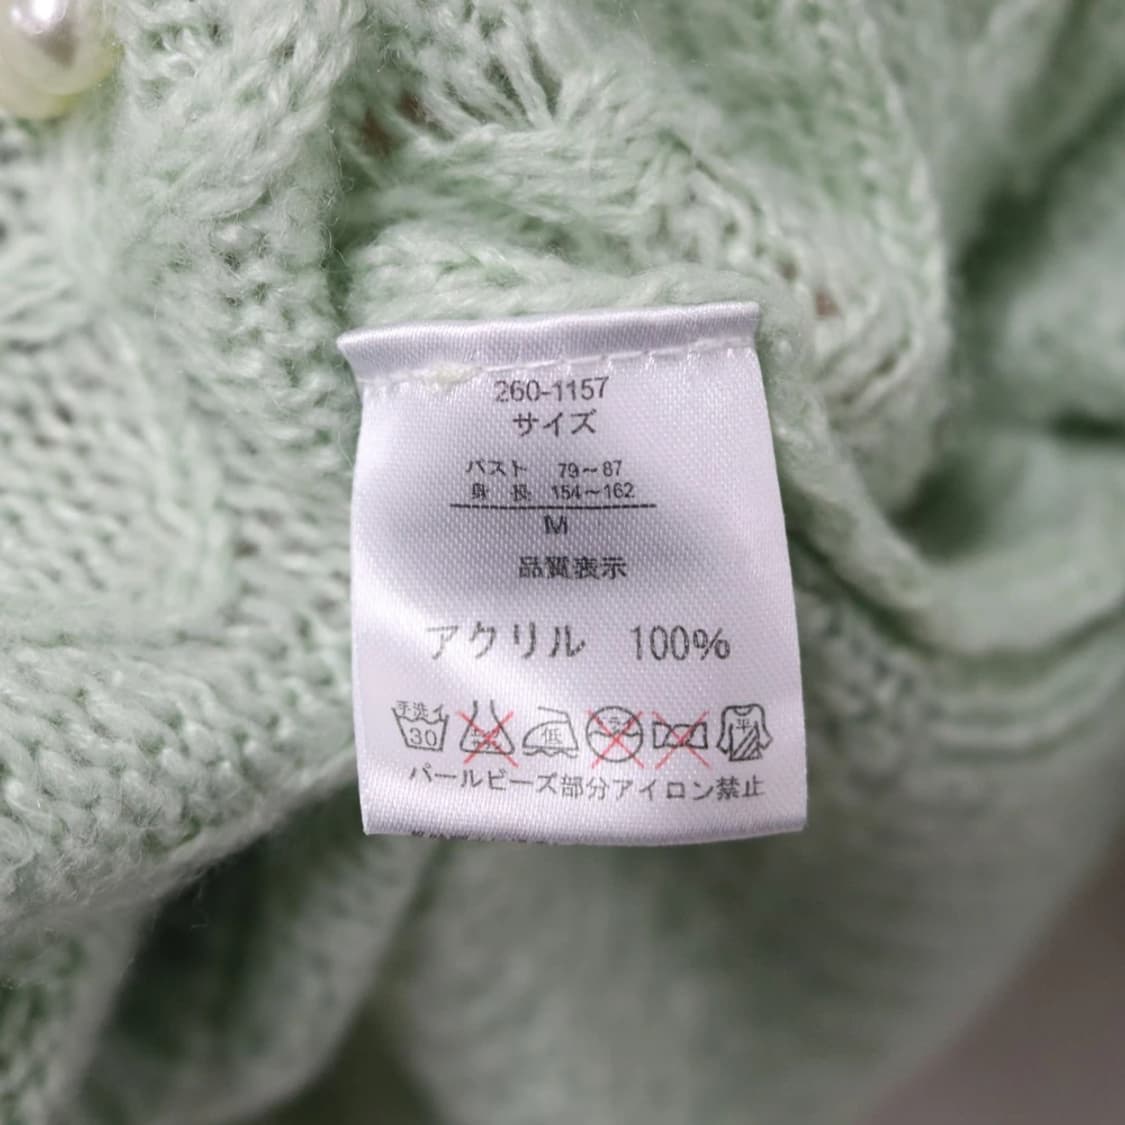 260-1157
サイズ
バスト 79~87
身 長 154~162
M
品質表示
アクリル 100%
手洗イ 30 低 平
パールビーズ部分アイロン禁止